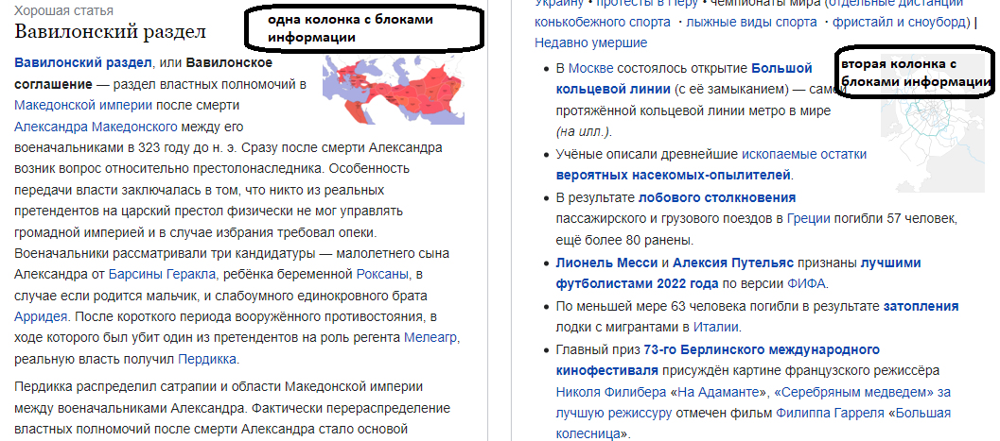 Хорошая статья
Вавилонский раздел
одна колонка с блоками
информации
Вавилонский раздел, или Вавилонское
соглашение — раздел властных полномочий в
Македонской империи после смерти
Александра Македонского между его
военачальниками в 323 году до н. э. Сразу после смерти Александра
возник вопрос относительно престолонаследника. Особенность
передачи власти заключалась в том, что никто из реальных
претендентов на царский престол физически не мог управлять
громадной империей и в случае избрания требовал опеки.
Военачальники рассматривали три кандидатуры — малолетнего сына
Александра от Барсины Геракла, ребёнка беременной Роксаны, в
случае если родится мальчик, и слабоумного единокровного брата
Арридея. После короткого периода вооружённого противостояния, в
ходе которого был убит один из претендентов на роль регента Мелеагр,
реальную власть получил Пердикка.
Пердикка распределил сатрапии и области Македонской империи
между военачальниками Александра. Фактически перераспределение
властных полномочий после смерти Александра стало основой
Украину • протесты в Перу • чемпионаты мира (отдельные дистанции
конькобежного спорта · лыжные виды спорта · фристайл и сноуборд) |
Недавно умершие
вторая колонка с
блоками информации
• В Москве состоялось открытие Большой
кольцевой линии (с её замыканием) — самой
протяжённой кольцевой линии метро в мире
(на илл.).
• Учёные описали древнейшие ископаемые остатки
вероятных насекомых-опылителей.
• В результате лобового столкновения
пассажирского и грузового поездов в Греции погибли 57 человек,
ещё более 80 ранены.
• Лионель Месси и Алексия Путельяс признаны лучшими
футболистами 2022 года по версии ФИФА.
• По меньшей мере 63 человека погибли в результате затопления
лодки с мигрантами в Италии.
• Главный приз 73-го Берлинского международного
кинофестиваля присуждён картине французского режиссёра
Николя Филибера «На Адаманте», «Серебряным медведем» за
лучшую режиссуру отмечен фильм Филиппа Гарреля «Большая
колесница».